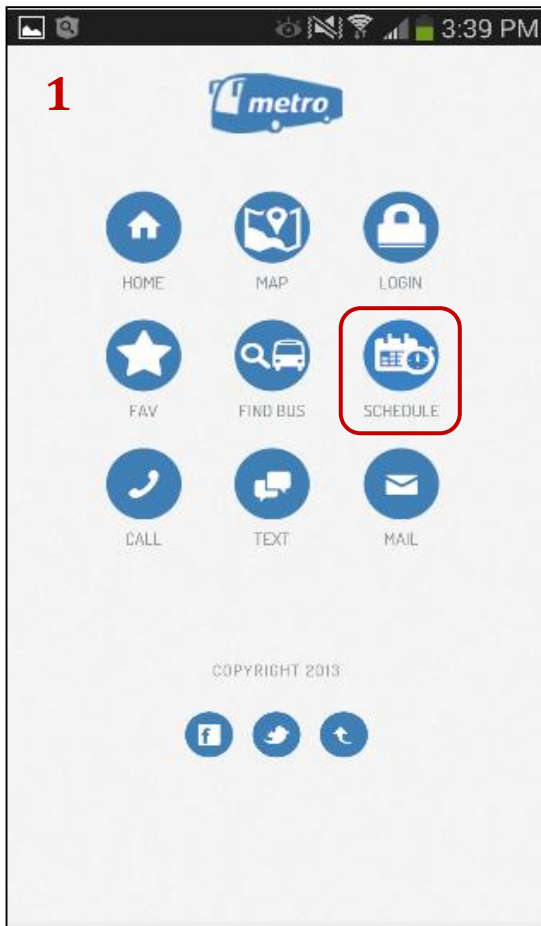 3:39 PM
1
metro
HOME MAP LOGIN
FAV FIND BUS SCHEDULE
CALL TEXT MAIL
COPYRIGHT 2013